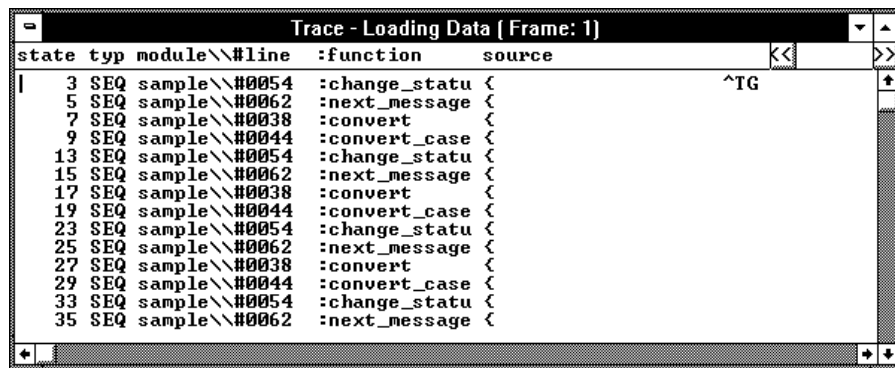 Trace - Loading Data ( Frame: 1)
state typ module\\#line :function source << >>
3 SEQ sample\\#0054 :change_statu { ^TG
5 SEQ sample\\#0062 :next_message {
7 SEQ sample\\#0038 :convert {
9 SEQ sample\\#0044 :convert_case {
13 SEQ sample\\#0054 :change_statu {
15 SEQ sample\\#0062 :next_message {
17 SEQ sample\\#0038 :convert {
19 SEQ sample\\#0044 :convert_case {
23 SEQ sample\\#0054 :change_statu {
25 SEQ sample\\#0062 :next_message {
27 SEQ sample\\#0038 :convert {
29 SEQ sample\\#0044 :convert_case {
33 SEQ sample\\#0054 :change_statu {
35 SEQ sample\\#0062 :next_message {